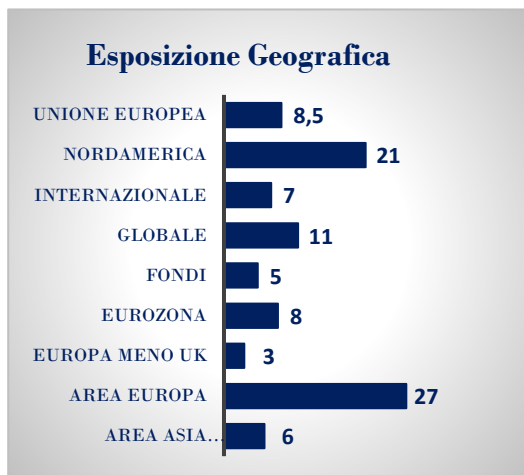 Esposizione Geografica
UNIONE EUROPEA 8,5
NORDAMERICA 21
INTERNAZIONALE 7
GLOBALE 11
FONDI 5
EUROZONA 8
EUROPA MENO UK 3
AREA EUROPA 27
AREA ASIA... 6